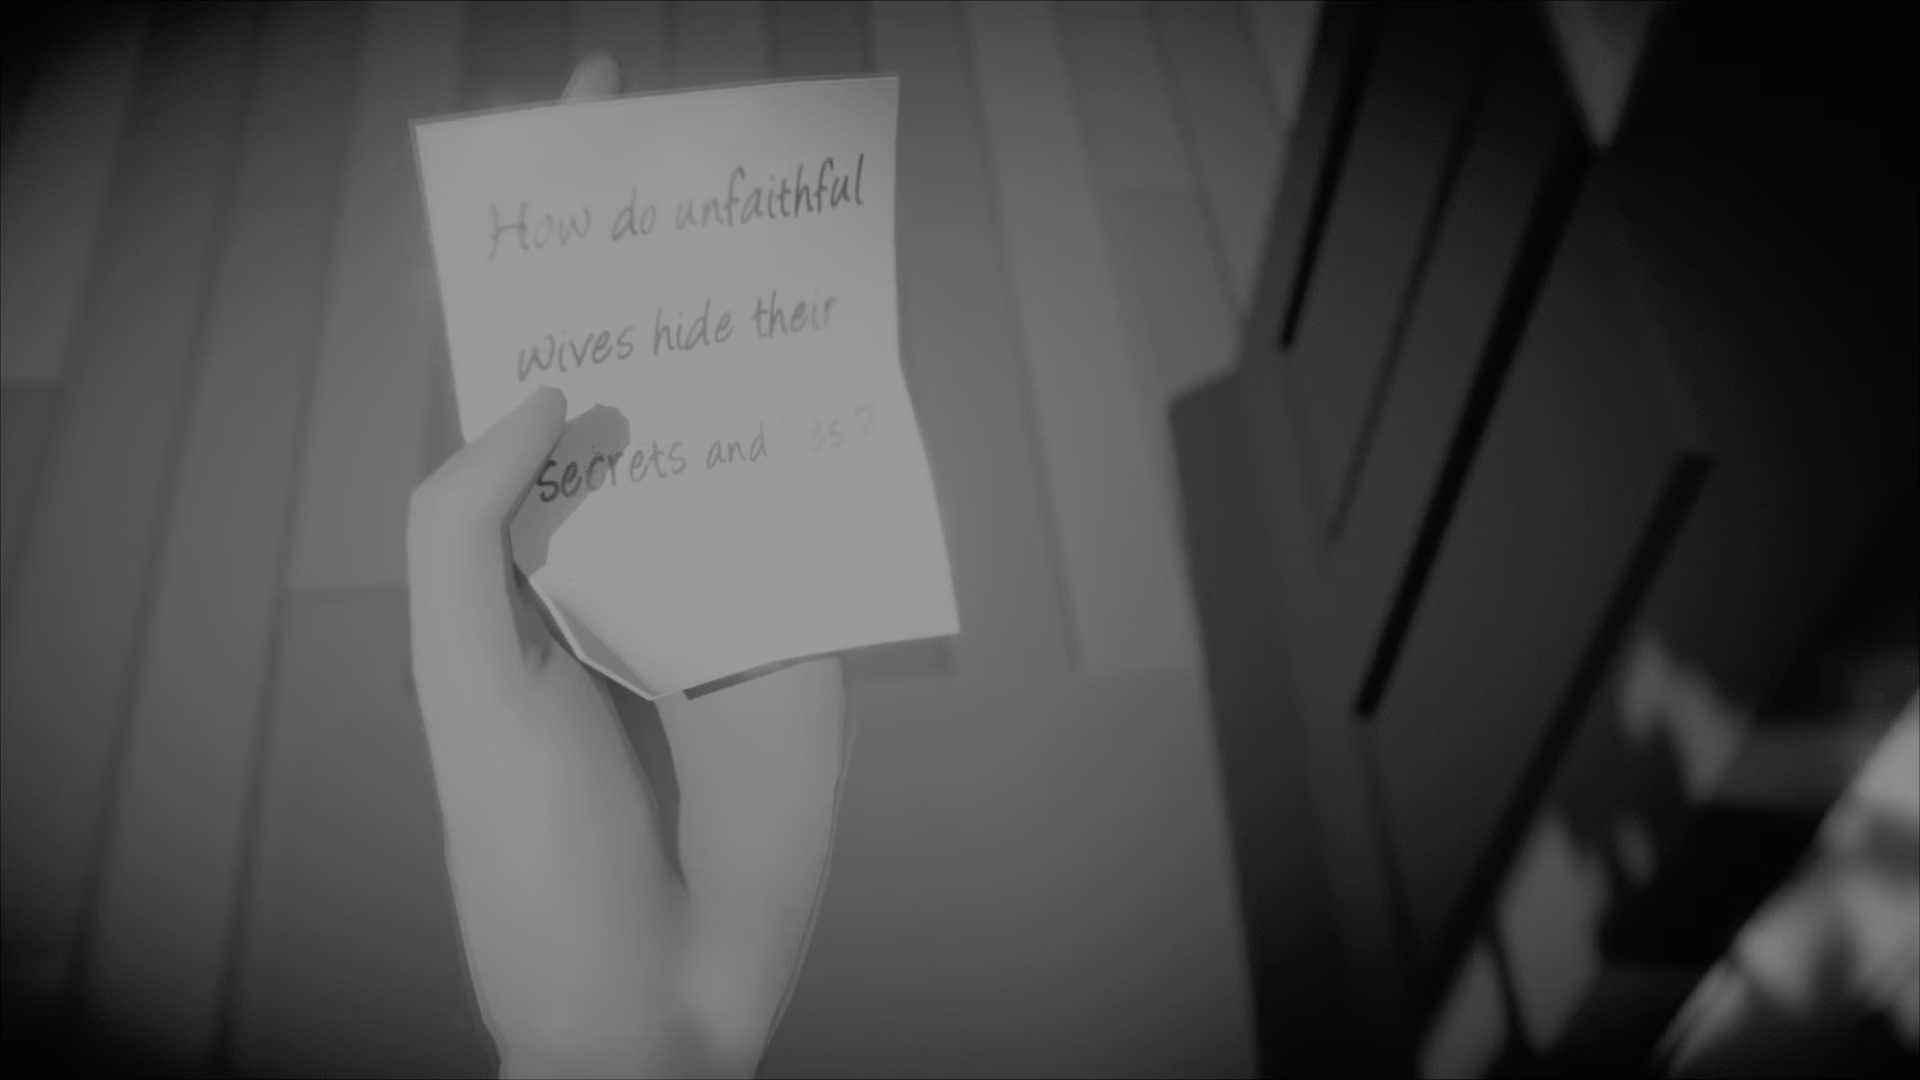 How do unfaithful
wives hide their
secrets and